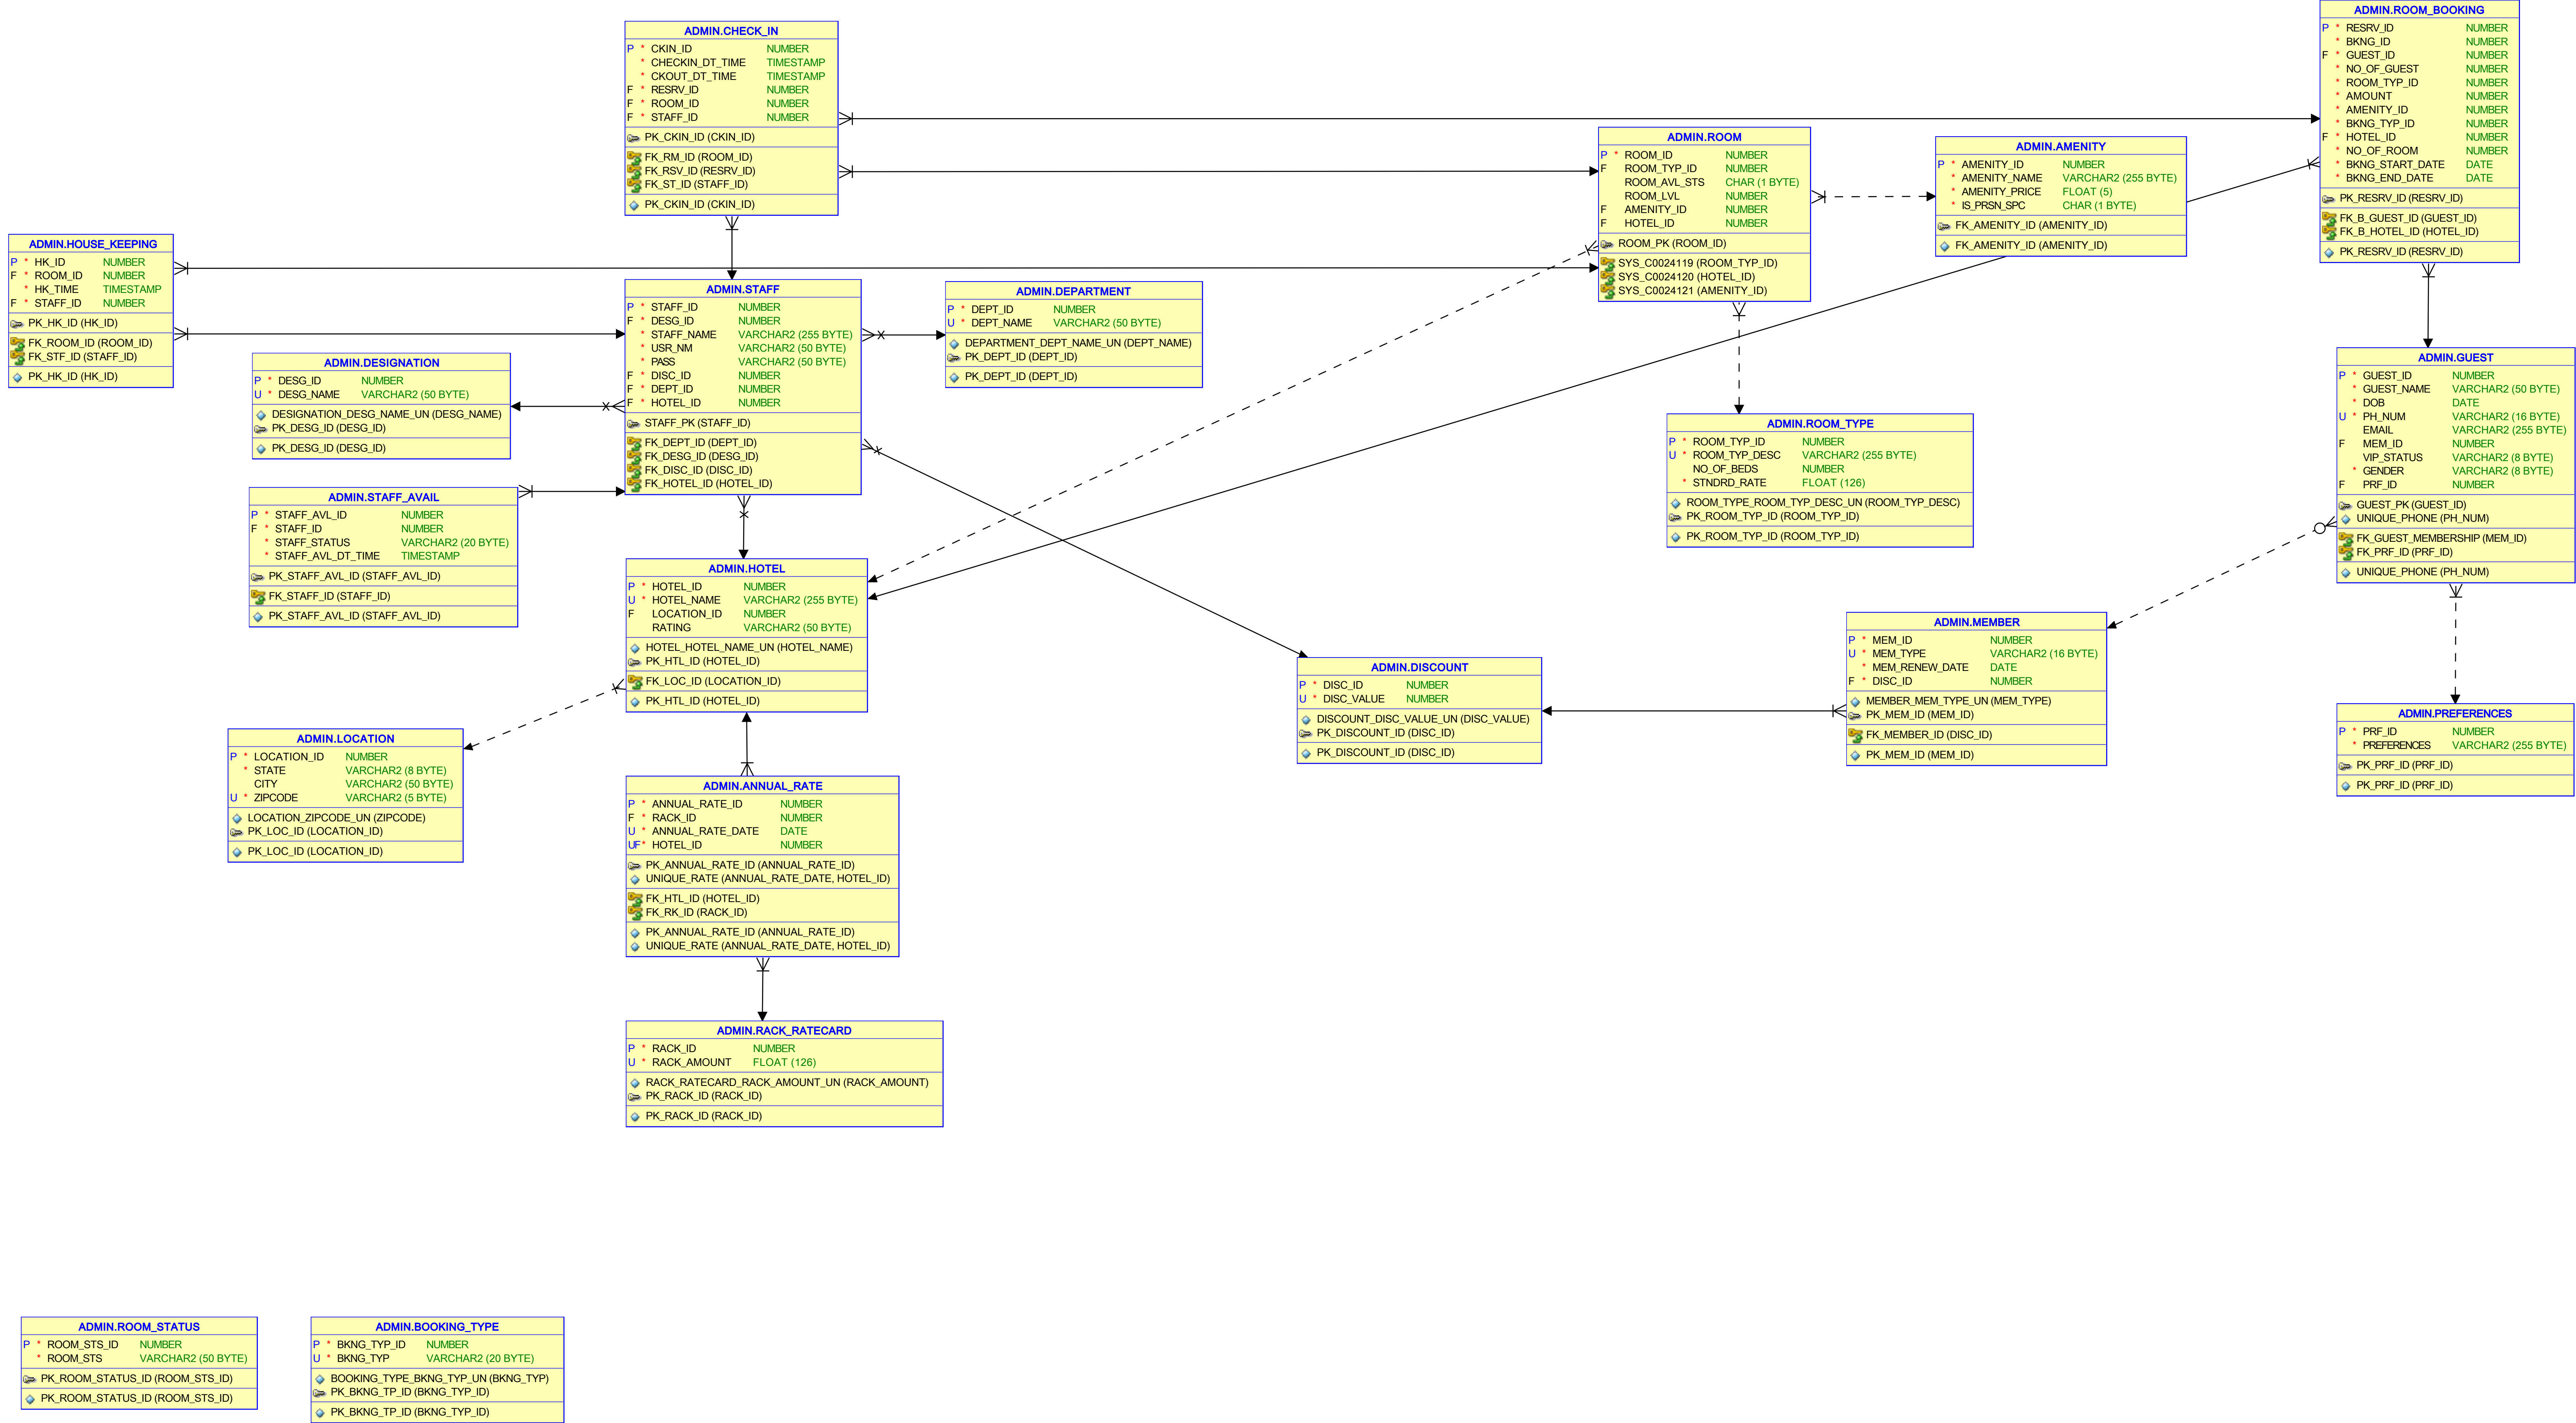 ADMIN.CHECK_IN
P * CKIN_ID NUMBER
* CHECKIN_DT_TIME TIMESTAMP
* CKOUT_DT_TIME TIMESTAMP
F * RESRV_ID NUMBER
F * ROOM_ID NUMBER
F * STAFF_ID NUMBER
PK_CKIN_ID (CKIN_ID)
FK_RM_ID (ROOM_ID)
FK_RSV_ID (RESRV_ID)
FK_ST_ID (STAFF_ID)
PK_CKIN_ID (CKIN_ID)
ADMIN.ROOM_BOOKING
P * RESRV_ID NUMBER
* BKNG_ID NUMBER
F * GUEST_ID NUMBER
* NO_OF_GUEST NUMBER
* ROOM_TYP_ID NUMBER
* AMOUNT NUMBER
* AMENITY_ID NUMBER
* BKNG_TYP_ID NUMBER
F * HOTEL_ID NUMBER
* NO_OF_ROOM NUMBER
* BKNG_START_DATE DATE
* BKNG_END_DATE DATE
PK_RESRV_ID (RESRV_ID)
FK_B_GUEST_ID (GUEST_ID)
FK_B_HOTEL_ID (HOTEL_ID)
PK_RESRV_ID (RESRV_ID)
ADMIN.ROOM
P * ROOM_ID NUMBER
F ROOM_TYP_ID NUMBER
ROOM_AVL_STS CHAR (1 BYTE)
ROOM_LVL NUMBER
F AMENITY_ID NUMBER
F HOTEL_ID NUMBER
ROOM_PK (ROOM_ID)
SYS_C0024119 (ROOM_TYP_ID)
SYS_C0024120 (HOTEL_ID)
SYS_C0024121 (AMENITY_ID)
ADMIN.AMENITY
P * AMENITY_ID NUMBER
* AMENITY_NAME VARCHAR2 (255 BYTE)
* AMENITY_PRICE FLOAT (5)
* IS_PRSN_SPC CHAR (1 BYTE)
FK_AMENITY_ID (AMENITY_ID)
FK_AMENITY_ID (AMENITY_ID)
ADMIN.HOUSE_KEEPING
P * HK_ID NUMBER
F * ROOM_ID NUMBER
* HK_TIME TIMESTAMP
F * STAFF_ID NUMBER
PK_HK_ID (HK_ID)
FK_ROOM_ID (ROOM_ID)
FK_STF_ID (STAFF_ID)
PK_HK_ID (HK_ID)
ADMIN.STAFF
P * STAFF_ID NUMBER
F * DESG_ID NUMBER
* STAFF_NAME VARCHAR2 (255 BYTE)
* USR_NM VARCHAR2 (50 BYTE)
* PASS VARCHAR2 (50 BYTE)
F * DISC_ID NUMBER
F * DEPT_ID NUMBER
F * HOTEL_ID NUMBER
STAFF_PK (STAFF_ID)
FK_DEPT_ID (DEPT_ID)
FK_DESG_ID (DESG_ID)
FK_DISC_ID (DISC_ID)
FK_HOTEL_ID (HOTEL_ID)
ADMIN.DEPARTMENT
P * DEPT_ID NUMBER
U * DEPT_NAME VARCHAR2 (50 BYTE)
DEPARTMENT_DEPT_NAME_UN (DEPT_NAME)
PK_DEPT_ID (DEPT_ID)
PK_DEPT_ID (DEPT_ID)
ADMIN.DESIGNATION
P * DESG_ID NUMBER
U * DESG_NAME VARCHAR2 (50 BYTE)
DESIGNATION_DESG_NAME_UN (DESG_NAME)
PK_DESG_ID (DESG_ID)
PK_DESG_ID (DESG_ID)
ADMIN.GUEST
P * GUEST_ID NUMBER
* GUEST_NAME VARCHAR2 (50 BYTE)
* DOB DATE
U * PH_NUM VARCHAR2 (16 BYTE)
EMAIL VARCHAR2 (255 BYTE)
F MEM_ID NUMBER
VIP_STATUS VARCHAR2 (8 BYTE)
* GENDER VARCHAR2 (8 BYTE)
F PRF_ID NUMBER
GUEST_PK (GUEST_ID)
UNIQUE_PHONE (PH_NUM)
FK_GUEST_MEMBERSHIP (MEM_ID)
FK_PRF_ID (PRF_ID)
UNIQUE_PHONE (PH_NUM)
ADMIN.ROOM_TYPE
P * ROOM_TYP_ID NUMBER
U * ROOM_TYP_DESC VARCHAR2 (255 BYTE)
NO_OF_BEDS NUMBER
* STNDRD_RATE FLOAT (126)
ROOM_TYPE_ROOM_TYP_DESC_UN (ROOM_TYP_DESC)
PK_ROOM_TYP_ID (ROOM_TYP_ID)
PK_ROOM_TYP_ID (ROOM_TYP_ID)
ADMIN.STAFF_AVAIL
P * STAFF_AVL_ID NUMBER
F * STAFF_ID NUMBER
* STAFF_STATUS VARCHAR2 (20 BYTE)
* STAFF_AVL_DT_TIME TIMESTAMP
PK_STAFF_AVL_ID (STAFF_AVL_ID)
FK_STAFF_ID (STAFF_ID)
PK_STAFF_AVL_ID (STAFF_AVL_ID)
ADMIN.HOTEL
P * HOTEL_ID NUMBER
U * HOTEL_NAME VARCHAR2 (255 BYTE)
F LOCATION_ID NUMBER
RATING VARCHAR2 (50 BYTE)
HOTEL_HOTEL_NAME_UN (HOTEL_NAME)
PK_HTL_ID (HOTEL_ID)
FK_LOC_ID (LOCATION_ID)
PK_HTL_ID (HOTEL_ID)
ADMIN.MEMBER
P * MEM_ID NUMBER
U * MEM_TYPE VARCHAR2 (16 BYTE)
* MEM_RENEW_DATE DATE
F * DISC_ID NUMBER
MEMBER_MEM_TYPE_UN (MEM_TYPE)
PK_MEM_ID (MEM_ID)
FK_MEMBER_ID (DISC_ID)
PK_MEM_ID (MEM_ID)
ADMIN.DISCOUNT
P * DISC_ID NUMBER
U * DISC_VALUE NUMBER
DISCOUNT_DISC_VALUE_UN (DISC_VALUE)
PK_DISCOUNT_ID (DISC_ID)
PK_DISCOUNT_ID (DISC_ID)
ADMIN.PREFERENCES
P * PRF_ID NUMBER
* PREFERENCES VARCHAR2 (255 BYTE)
PK_PRF_ID (PRF_ID)
PK_PRF_ID (PRF_ID)
ADMIN.LOCATION
P * LOCATION_ID NUMBER
* STATE VARCHAR2 (8 BYTE)
CITY VARCHAR2 (50 BYTE)
U * ZIPCODE VARCHAR2 (5 BYTE)
LOCATION_ZIPCODE_UN (ZIPCODE)
PK_LOC_ID (LOCATION_ID)
PK_LOC_ID (LOCATION_ID)
ADMIN.ANNUAL_RATE
P * ANNUAL_RATE_ID NUMBER
F * RACK_ID NUMBER
U * ANNUAL_RATE_DATE DATE
UF* HOTEL_ID NUMBER
PK_ANNUAL_RATE_ID (ANNUAL_RATE_ID)
UNIQUE_RATE (ANNUAL_RATE_DATE, HOTEL_ID)
FK_HTL_ID (HOTEL_ID)
FK_RK_ID (RACK_ID)
PK_ANNUAL_RATE_ID (ANNUAL_RATE_ID)
UNIQUE_RATE (ANNUAL_RATE_DATE, HOTEL_ID)
ADMIN.RACK_RATECARD
P * RACK_ID NUMBER
U * RACK_AMOUNT FLOAT (126)
RACK_RATECARD_RACK_AMOUNT_UN (RACK_AMOUNT)
PK_RACK_ID (RACK_ID)
PK_RACK_ID (RACK_ID)
ADMIN.ROOM_STATUS
P * ROOM_STS_ID NUMBER
* ROOM_STS VARCHAR2 (50 BYTE)
PK_ROOM_STATUS_ID (ROOM_STS_ID)
PK_ROOM_STATUS_ID (ROOM_STS_ID)
ADMIN.BOOKING_TYPE
P * BKNG_TYP_ID NUMBER
U * BKNG_TYP VARCHAR2 (20 BYTE)
BOOKING_TYPE_BKNG_TYP_UN (BKNG_TYP)
PK_BKNG_TP_ID (BKNG_TYP_ID)
PK_BKNG_TP_ID (BKNG_TYP_ID)